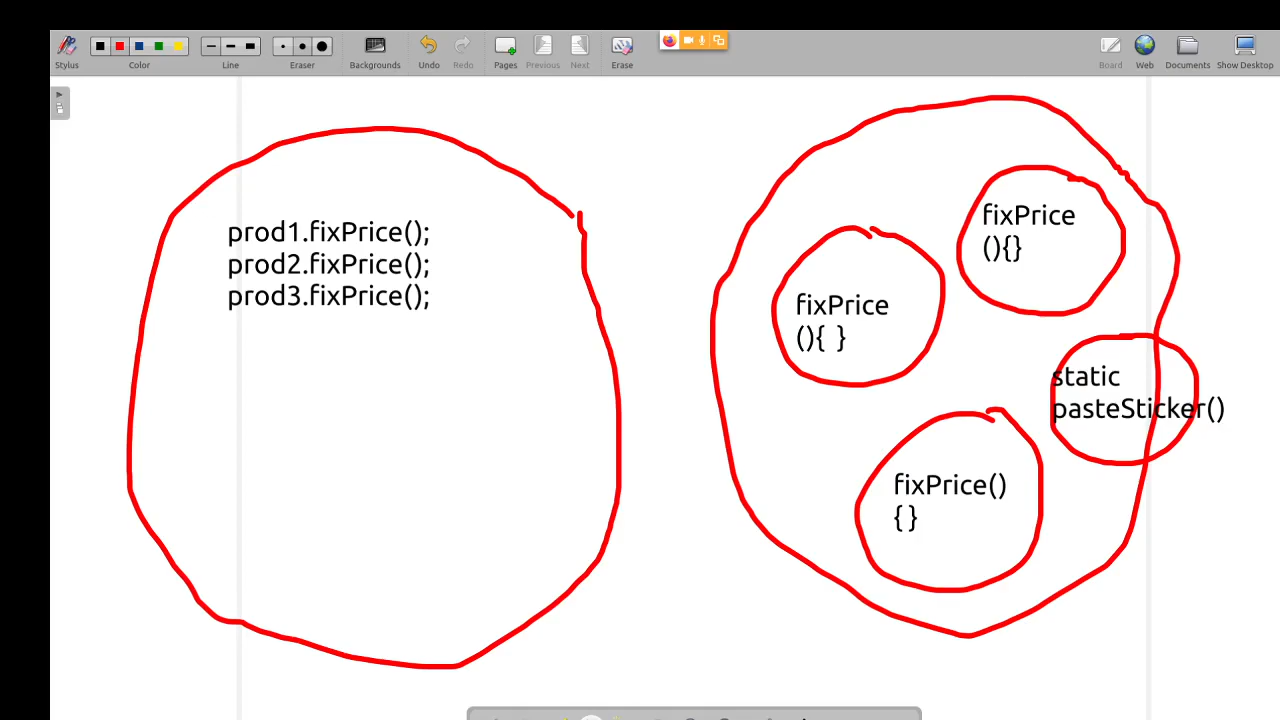 Stylus
Color
Line
Eraser
Backgrounds
Undo
Redo
Pages
Previous
Next
Erase
Board
Web
Documents
Show Desktop
prod1.fixPrice();
prod2.fixPrice();
prod3.fixPrice();
fixPrice
(){}
fixPrice
(){ }
static
pasteSticker()
fixPrice()
{}